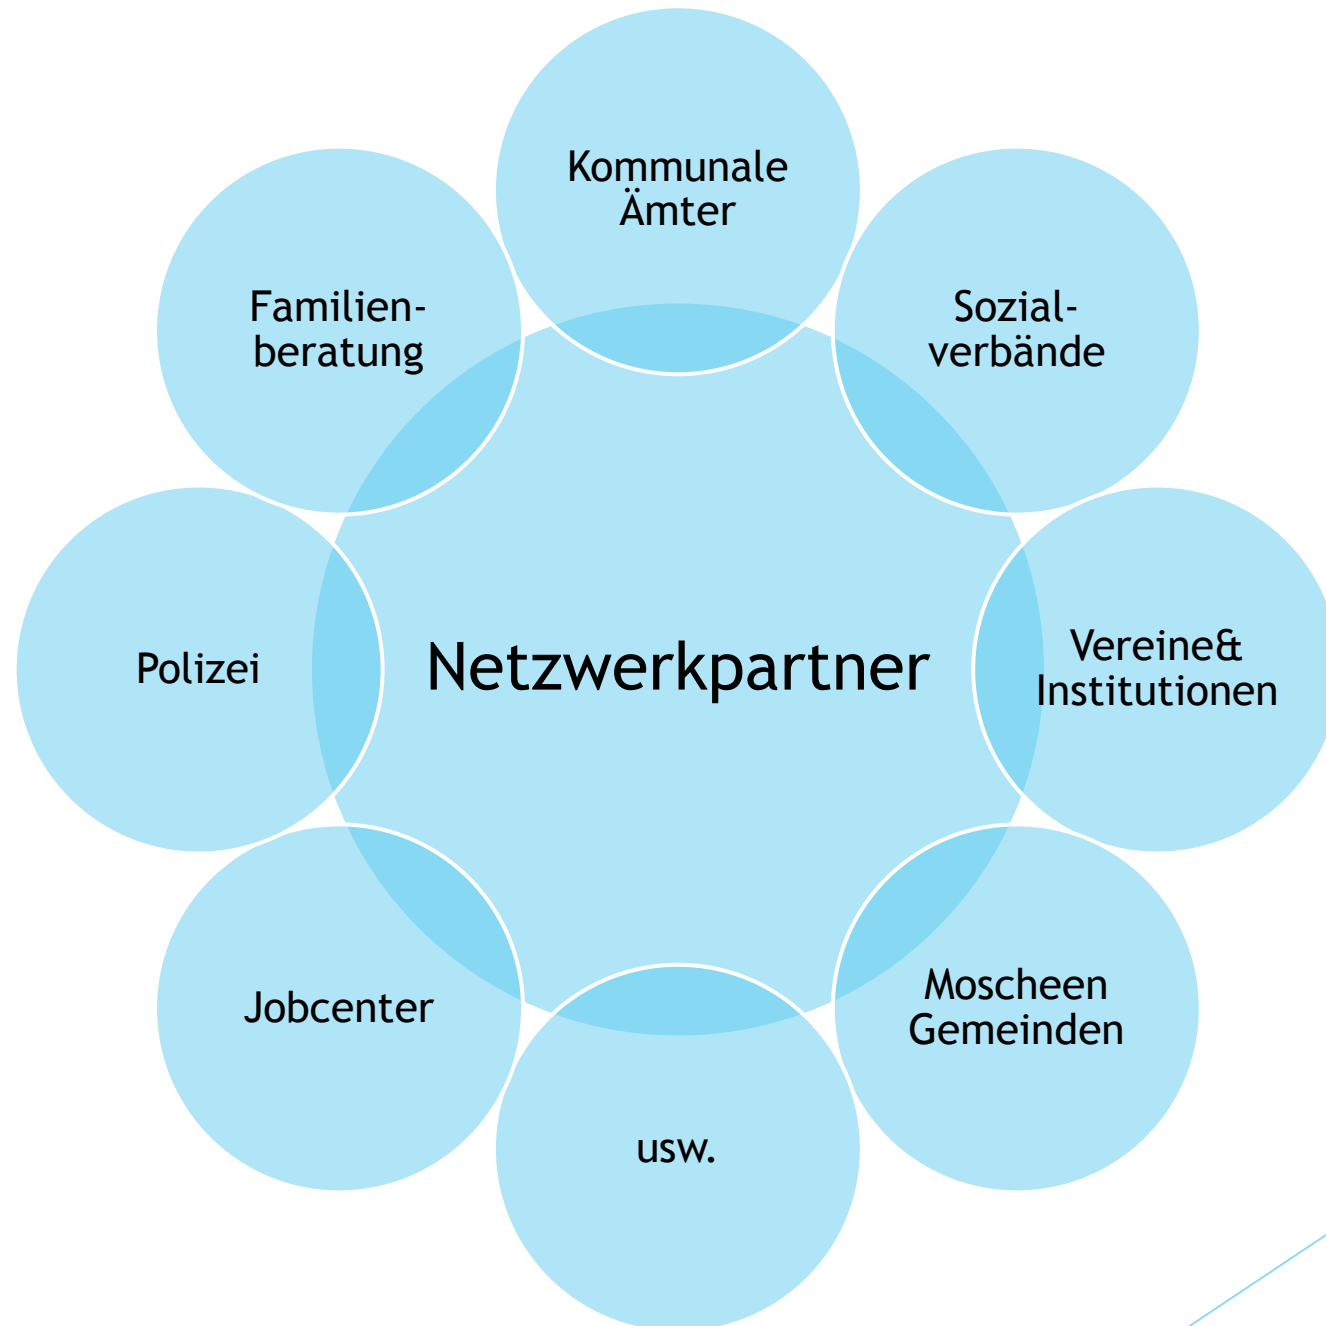 Kommunale
Ämter
Familien-
beratung
Sozial-
verbände
Polizei
Netzwerkpartner
Vereine&
Institutionen
Jobcenter
Moscheen
Gemeinden
usw.